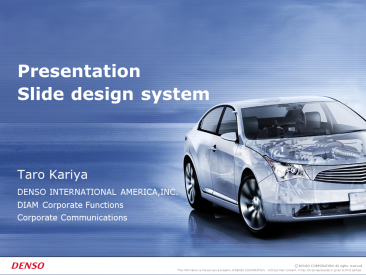 Presentation
Slide design system
Taro Kariya
DENSO INTERNATIONAL AMERICA,INC.
DIAM Corporate Functions
Corporate Communications
DENSO
© DENSO CORPORATION All rights reserved.